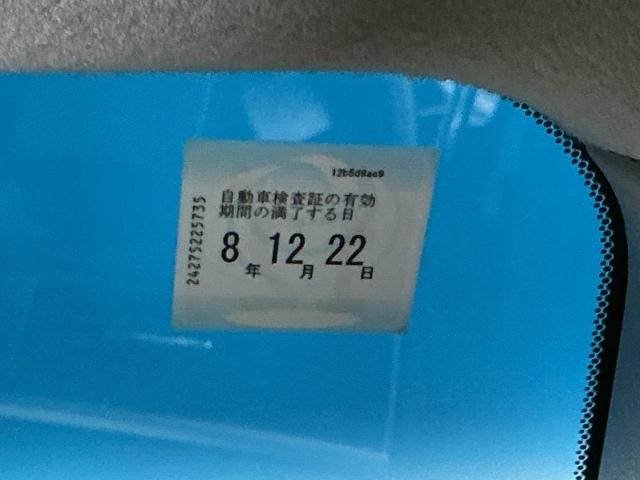 12b5d8ac9
自動車検査証の有効
期間の満了する日
8年 12月 22日
24275225735